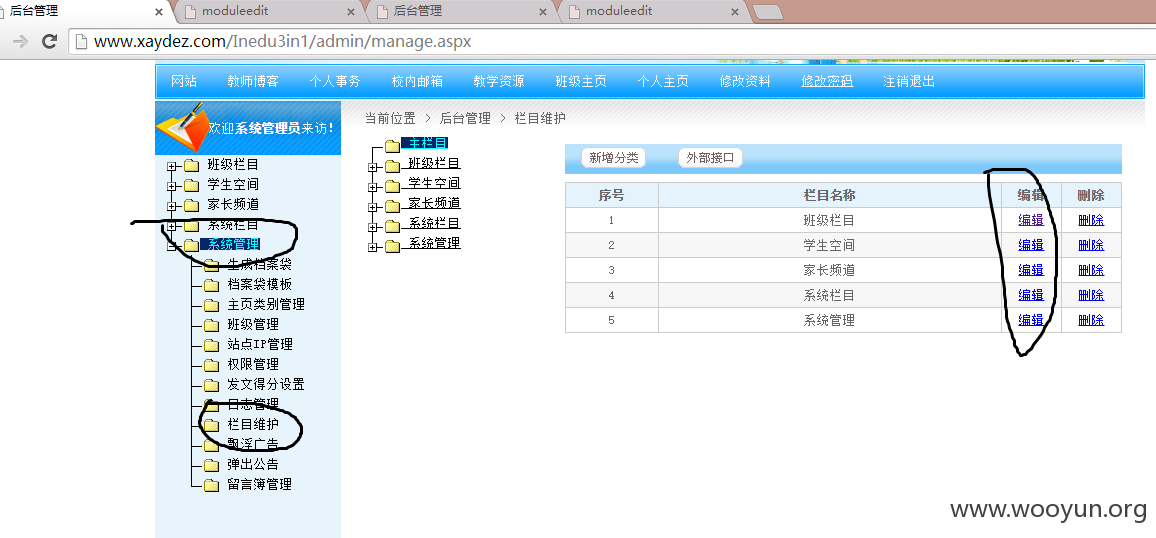 后台管理 moduleedit 后台管理 moduleedit
www.xaydez.com/Inedu3in1/admin/manage.aspx
网站 教师博客 个人事务 校内邮箱 教学资源 班级主页 个人主页 修改资料 修改密码 注销退出
欢迎系统管理员来访!
班级栏目
学生空间
家长频道
系统栏目
系统管理
生成档案袋
档案袋模板
主页类别管理
班级管理
站点IP管理
权限管理
发文得分设置
日志管理
栏目维护
飘浮广告
弹出公告
留言簿管理
当前位置 > 后台管理 > 栏目维护
主栏目
班级栏目
学生空间
家长频道
系统栏目
系统管理
新增分类 外部接口
序号 栏目名称 编辑 删除
1 班级栏目 编辑 删除
2 学生空间 编辑 删除
3 家长频道 编辑 删除
4 系统栏目 编辑 删除
5 系统管理 编辑 删除
www.wooyun.org